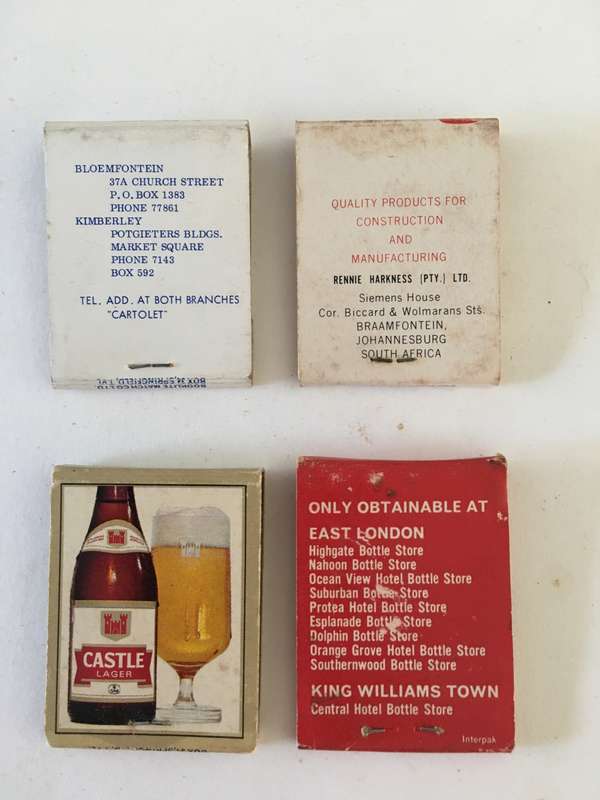 BLOEMFONTEIN
37A CHURCH STREET
P.O. BOX 1383
PHONE 77861
KIMBERLEY
POTGIETERS BLDGS.
MARKET SQUARE
PHONE 7143
BOX 592
TEL. ADD. AT BOTH BRANCHES
"CARTOLET"
BOX 34, SPRINGFIELD, TVL
QUALITY PRODUCTS FOR
CONSTRUCTION
AND
MANUFACTURING
RENNIE HARKNESS (PTY.) LTD.
Siemens House
Cor. Biccard & Wolmarans Sts.
BRAAMFONTEIN,
JOHANNESBURG
SOUTH AFRICA
CASTLE
LAGER
ONLY OBTAINABLE AT
EAST LONDON
Highgate Bottle Store
Nahoon Bottle Store
Ocean View Hotel Bottle Store
Suburban Bottle Store
Protea Hotel Bottle Store
Esplanade Bottle Store
Dolphin Bottle Store
Orange Grove Hotel Bottle Store
Southernwood Bottle Store
KING WILLIAMS TOWN
Central Hotel Bottle Store
Interpak